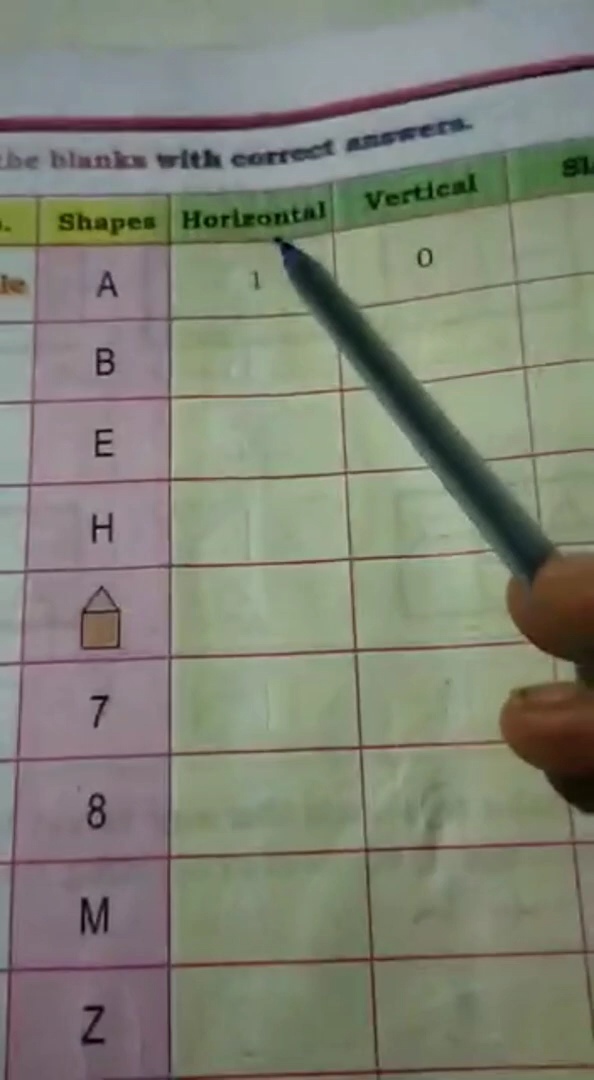 the blanks with correct answers.
Shapes Horizontal Vertical
A 1 0
B
E
H
7
8
M
Z